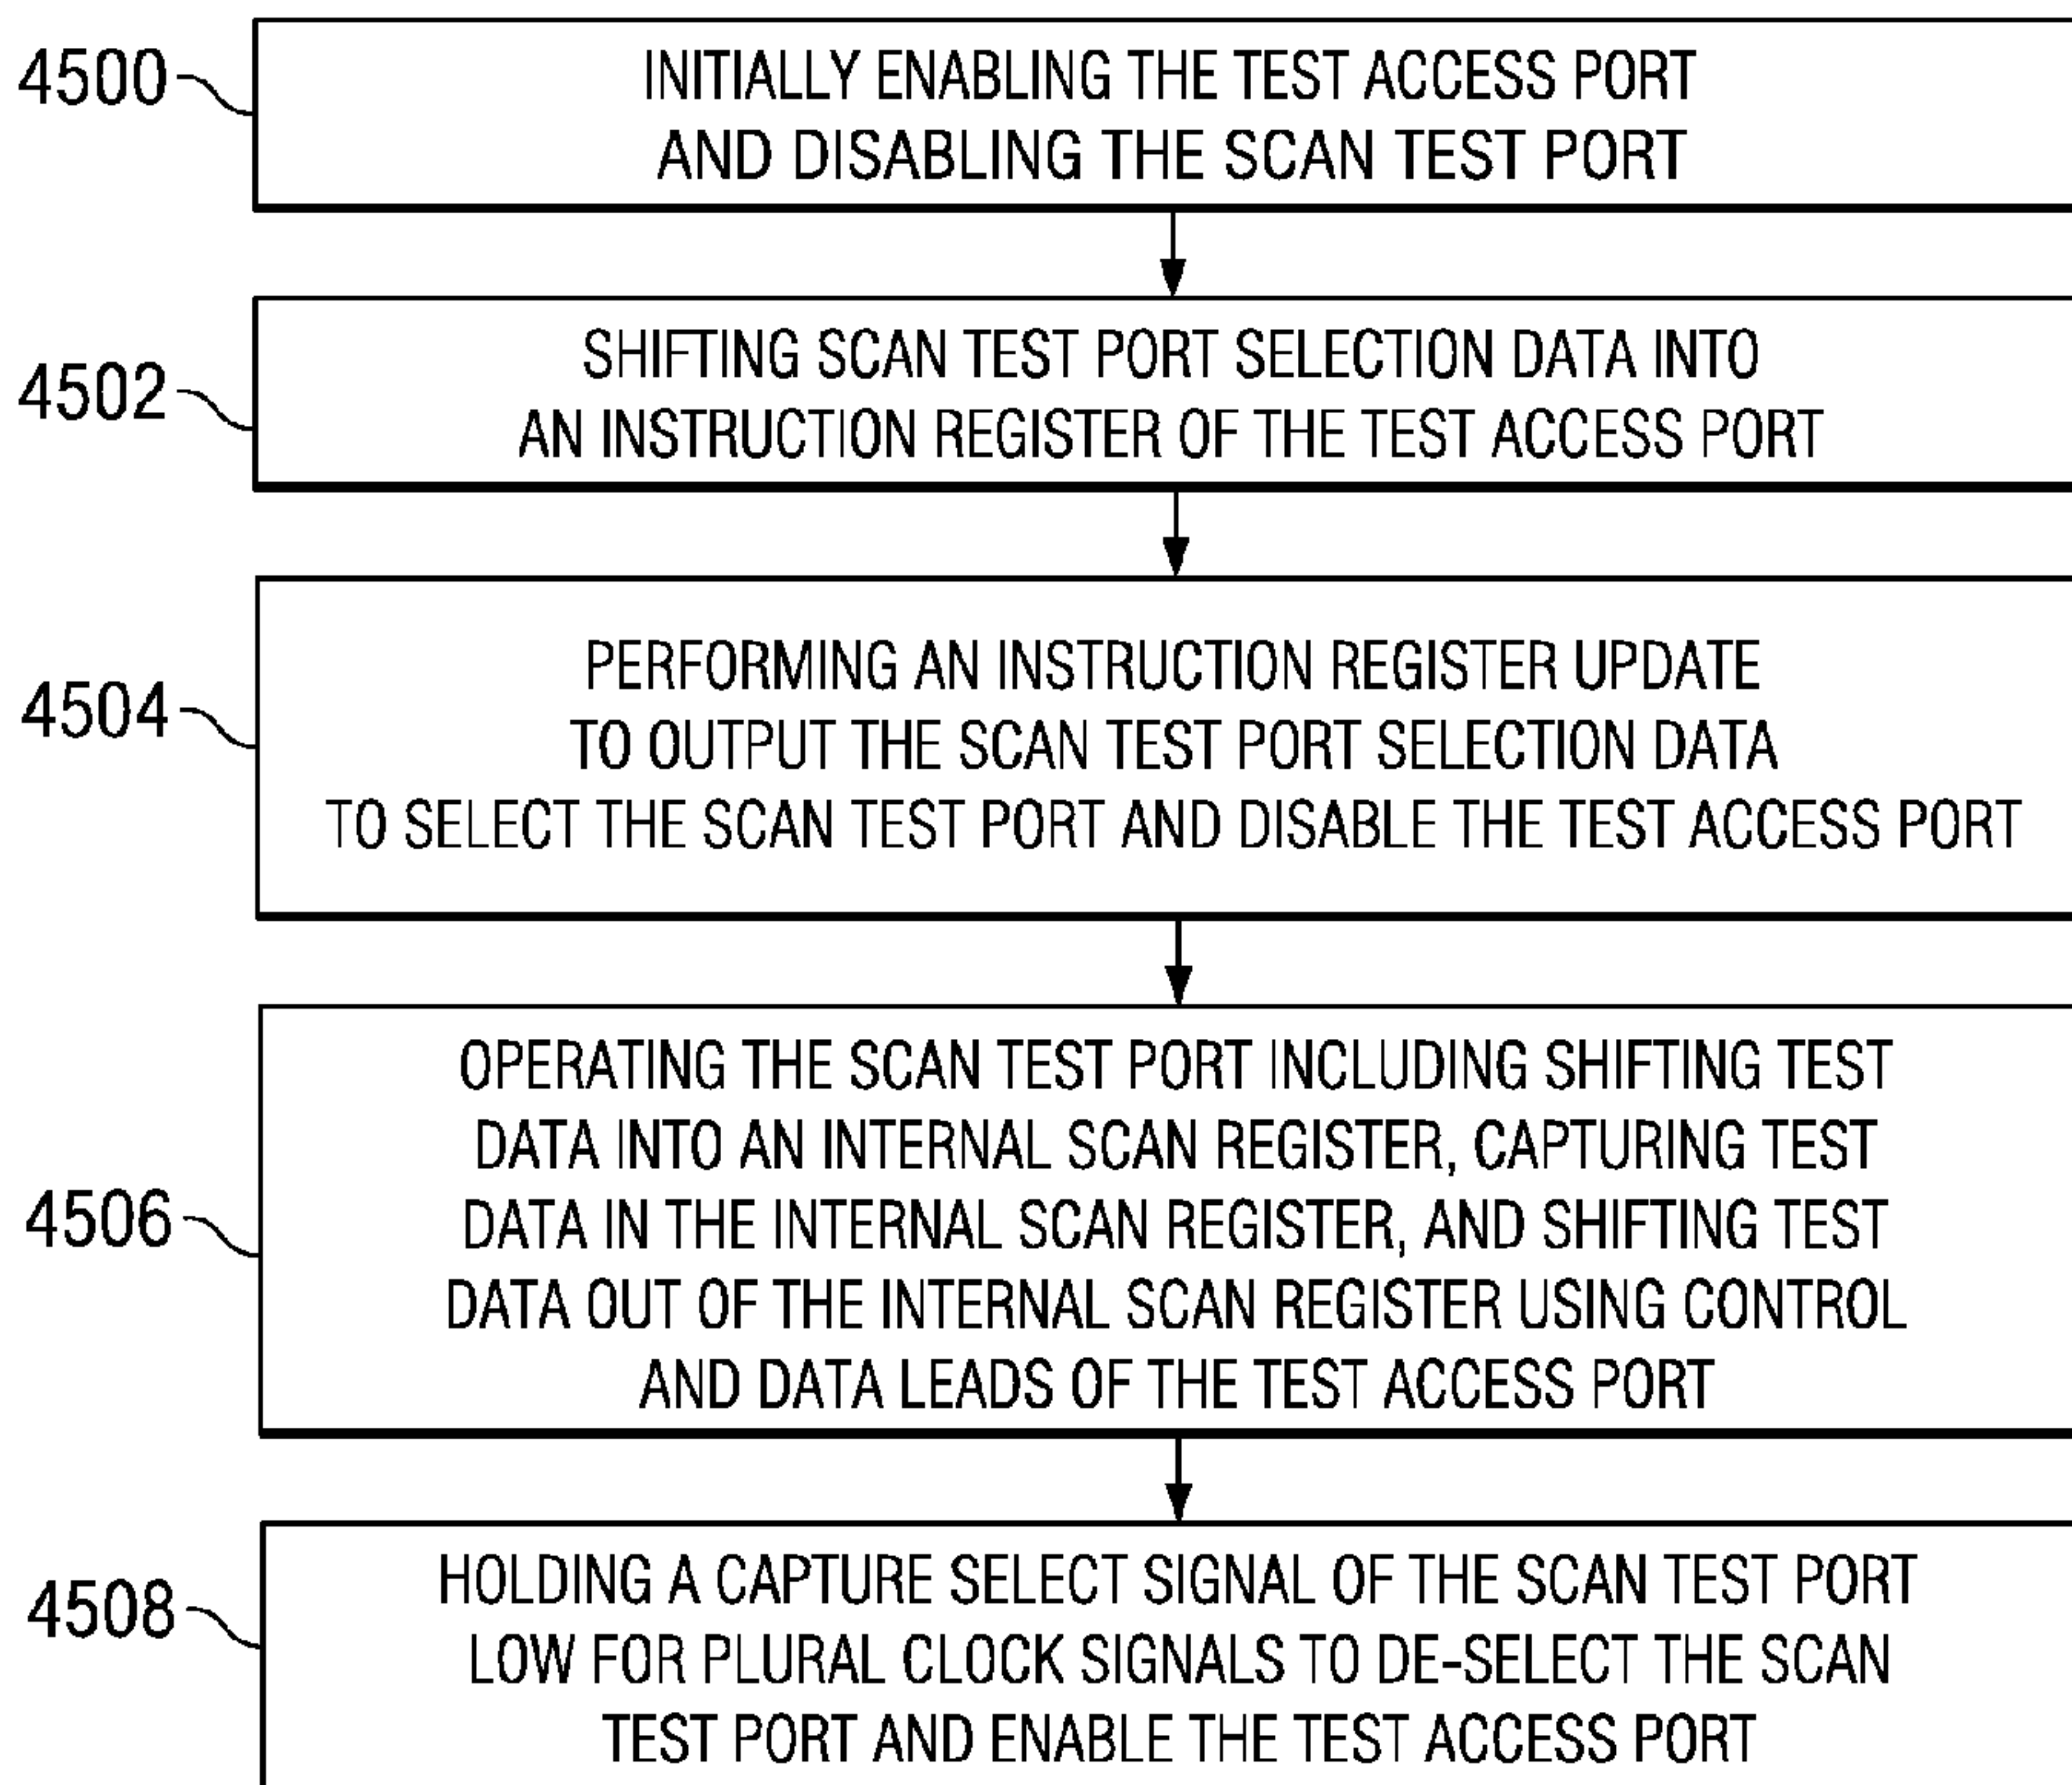 4500
INITIALLY ENABLING THE TEST ACCESS PORT
AND DISABLING THE SCAN TEST PORT
4502
SHIFTING SCAN TEST PORT SELECTION DATA INTO
AN INSTRUCTION REGISTER OF THE TEST ACCESS PORT
4504
PERFORMING AN INSTRUCTION REGISTER UPDATE
TO OUTPUT THE SCAN TEST PORT SELECTION DATA
TO SELECT THE SCAN TEST PORT AND DISABLE THE TEST ACCESS PORT
4506
OPERATING THE SCAN TEST PORT INCLUDING SHIFTING TEST
DATA INTO AN INTERNAL SCAN REGISTER, CAPTURING TEST
DATA IN THE INTERNAL SCAN REGISTER, AND SHIFTING TEST
DATA OUT OF THE INTERNAL SCAN REGISTER USING CONTROL
AND DATA LEADS OF THE TEST ACCESS PORT
4508
HOLDING A CAPTURE SELECT SIGNAL OF THE SCAN TEST PORT
LOW FOR PLURAL CLOCK SIGNALS TO DE-SELECT THE SCAN
TEST PORT AND ENABLE THE TEST ACCESS PORT